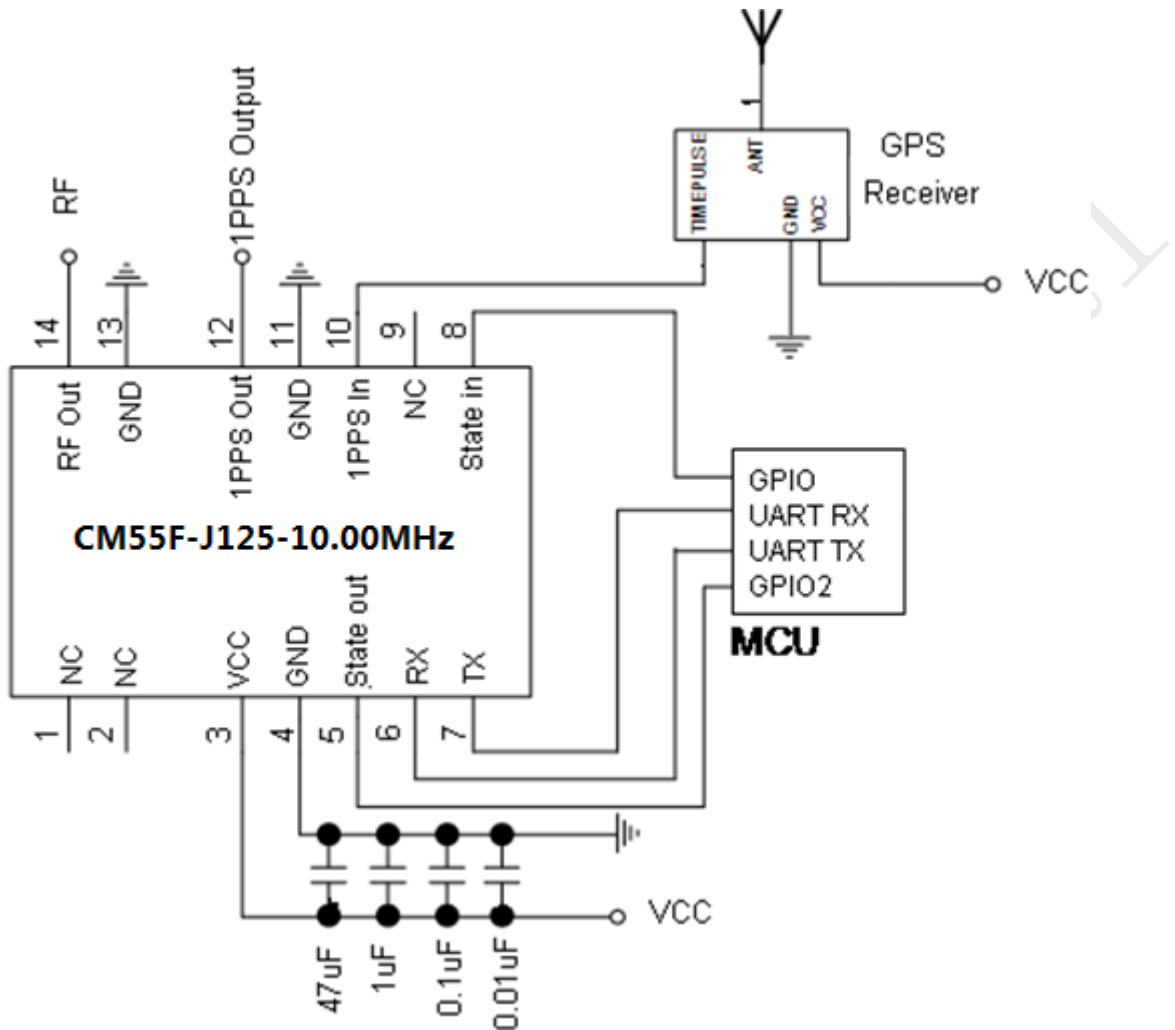 RF
1PPS Output
14
13
12
11
10
9
8
RF Out
GND
1PPS Out
GND
1PPS In
NC
State in
CM55F-J125-10.00MHz
NC
NC
VCC
GND
State out
RX
TX
1
2
3
4
5
6
7
1
TIMEPULSE
ANT
GND
VCC
GPS
Receiver
VCC
GPIO
UART RX
UART TX
GPIO2
MCU
VCC
47uF
1uF
0.1uF
0.01uF